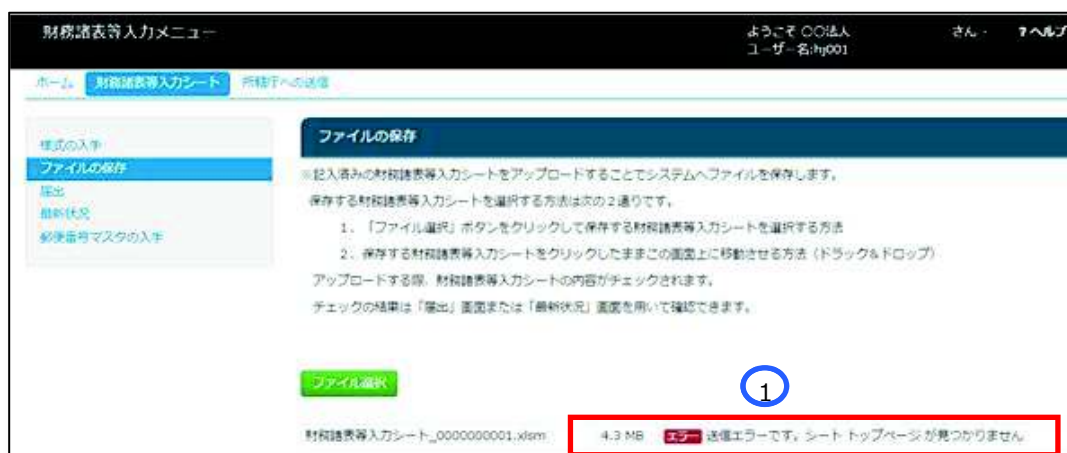 財務諸表等入力メニュー
ようこそ 〇〇法人 さん - ?ヘルプ
ユーザー名:hj001
ホーム 財務諸表等入力シート 所轄庁への送信
様式の入手
ファイルの保存
届出
最新状況
郵便番号マスタの入手
ファイルの保存
※記入済みの財務諸表等入力シートをアップロードすることでシステムへファイルを保存します。
保存する財務諸表等入力シートを選択する方法は次の2通りです。
1. 「ファイル選択」ボタンをクリックして保存する財務諸表等入力シートを選択する方法
2. 保存する財務諸表等入力シートをクリックしたままこの画面上に移動させる方法（ドラック&ドロップ）
アップロードする際、財務諸表等入力シートの内容がチェックされます。
チェックの結果は「届出」画面または「最新状況」画面を用いて確認できます。
ファイル選択
1
財務諸表等入力シート_0000000001.xlsm 4.3 MB エラー 送信エラーです。シート トップページ が見つかりません